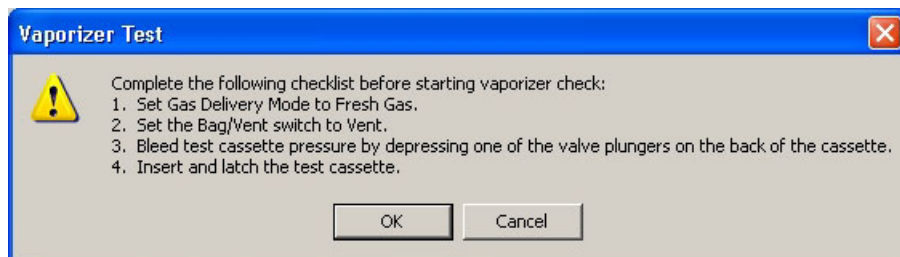 Vaporizer Test
Complete the following checklist before starting vaporizer check:
1. Set Gas Delivery Mode to Fresh Gas.
2. Set the Bag/Vent switch to Vent.
3. Bleed test cassette pressure by depressing one of the valve plungers on the back of the cassette.
4. Insert and latch the test cassette.
OK Cancel